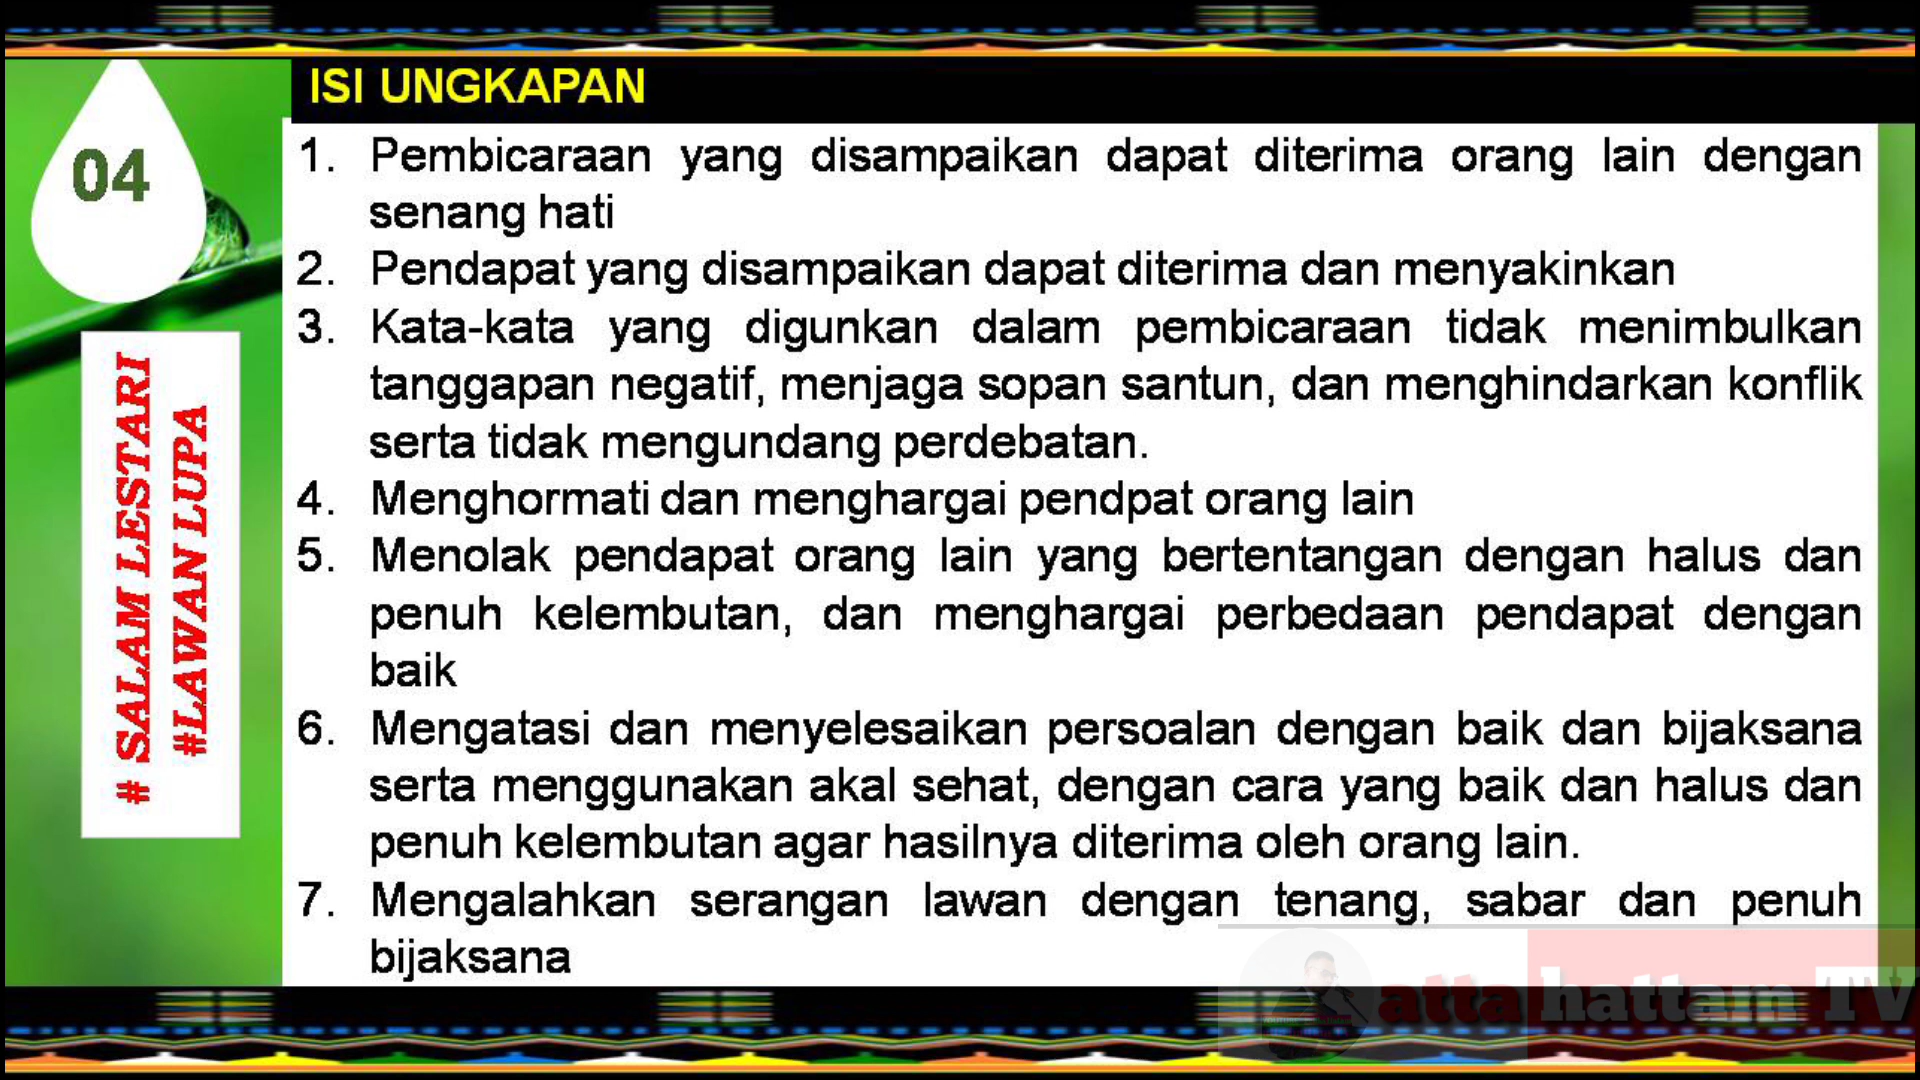 ISI UNGKAPAN
04
# SALAM LESTARI
#LAWAN LUPA
1. Pembicaraan yang disampaikan dapat diterima orang lain dengan
senang hati
2. Pendapat yang disampaikan dapat diterima dan menyakinkan
3. Kata-kata yang digunkan dalam pembicaraan tidak menimbulkan
tanggapan negatif, menjaga sopan santun, dan menghindarkan konflik
serta tidak mengundang perdebatan.
4. Menghormati dan menghargai pendpat orang lain
5. Menolak pendapat orang lain yang bertentangan dengan halus dan
penuh kelembutan, dan menghargai perbedaan pendapat dengan
baik
6. Mengatasi dan menyelesaikan persoalan dengan baik dan bijaksana
serta menggunakan akal sehat, dengan cara yang baik dan halus dan
penuh kelembutan agar hasilnya diterima oleh orang lain.
7. Mengalahkan serangan lawan dengan tenang, sabar dan penuh
bijaksana
atta hattam TV